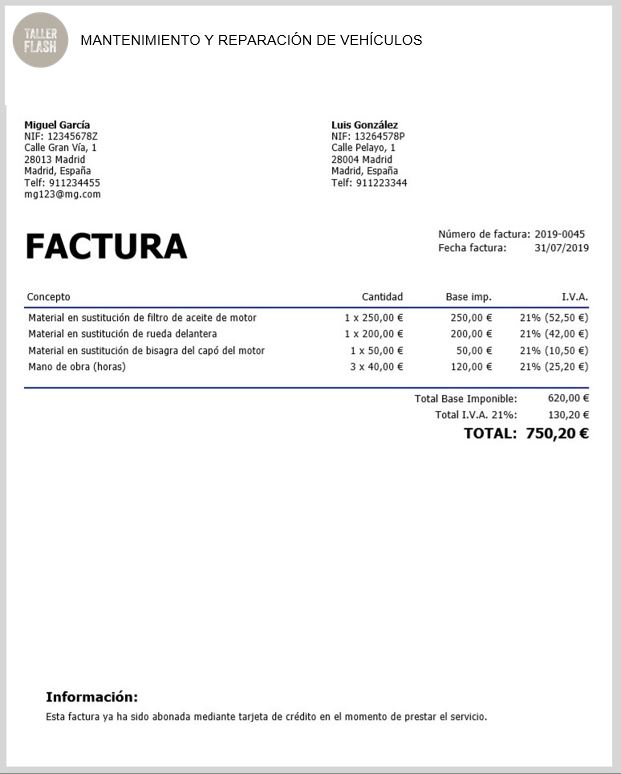 TALLER
FLASH
MANTENIMIENTO Y REPARACIÓN DE VEHÍCULOS
Miguel García
NIF: 12345678Z
Calle Gran Vía, 1
28013 Madrid
Madrid, España
Telf: 911234455
mg123@mg.com
Luis González
NIF: 13264578P
Calle Pelayo, 1
28004 Madrid
Madrid, España
Telf: 911223344
FACTURA
Número de factura: 2019-0045
Fecha factura: 31/07/2019
Concepto Cantidad Base imp. I.V.A.
Material en sustitución de filtro de aceite de motor 1 x 250,00 € 250,00 € 21% (52,50 €)
Material en sustitución de rueda delantera 1 x 200,00 € 200,00 € 21% (42,00 €)
Material en sustitución de bisagra del capó del motor 1 x 50,00 € 50,00 € 21% (10,50 €)
Mano de obra (horas) 3 x 40,00 € 120,00 € 21% (25,20 €)
Total Base Imponible: 620,00 €
Total I.V.A. 21%: 130,20 €
TOTAL: 750,20 €
Información:
Esta factura ya ha sido abonada mediante tarjeta de crédito en el momento de prestar el servicio.